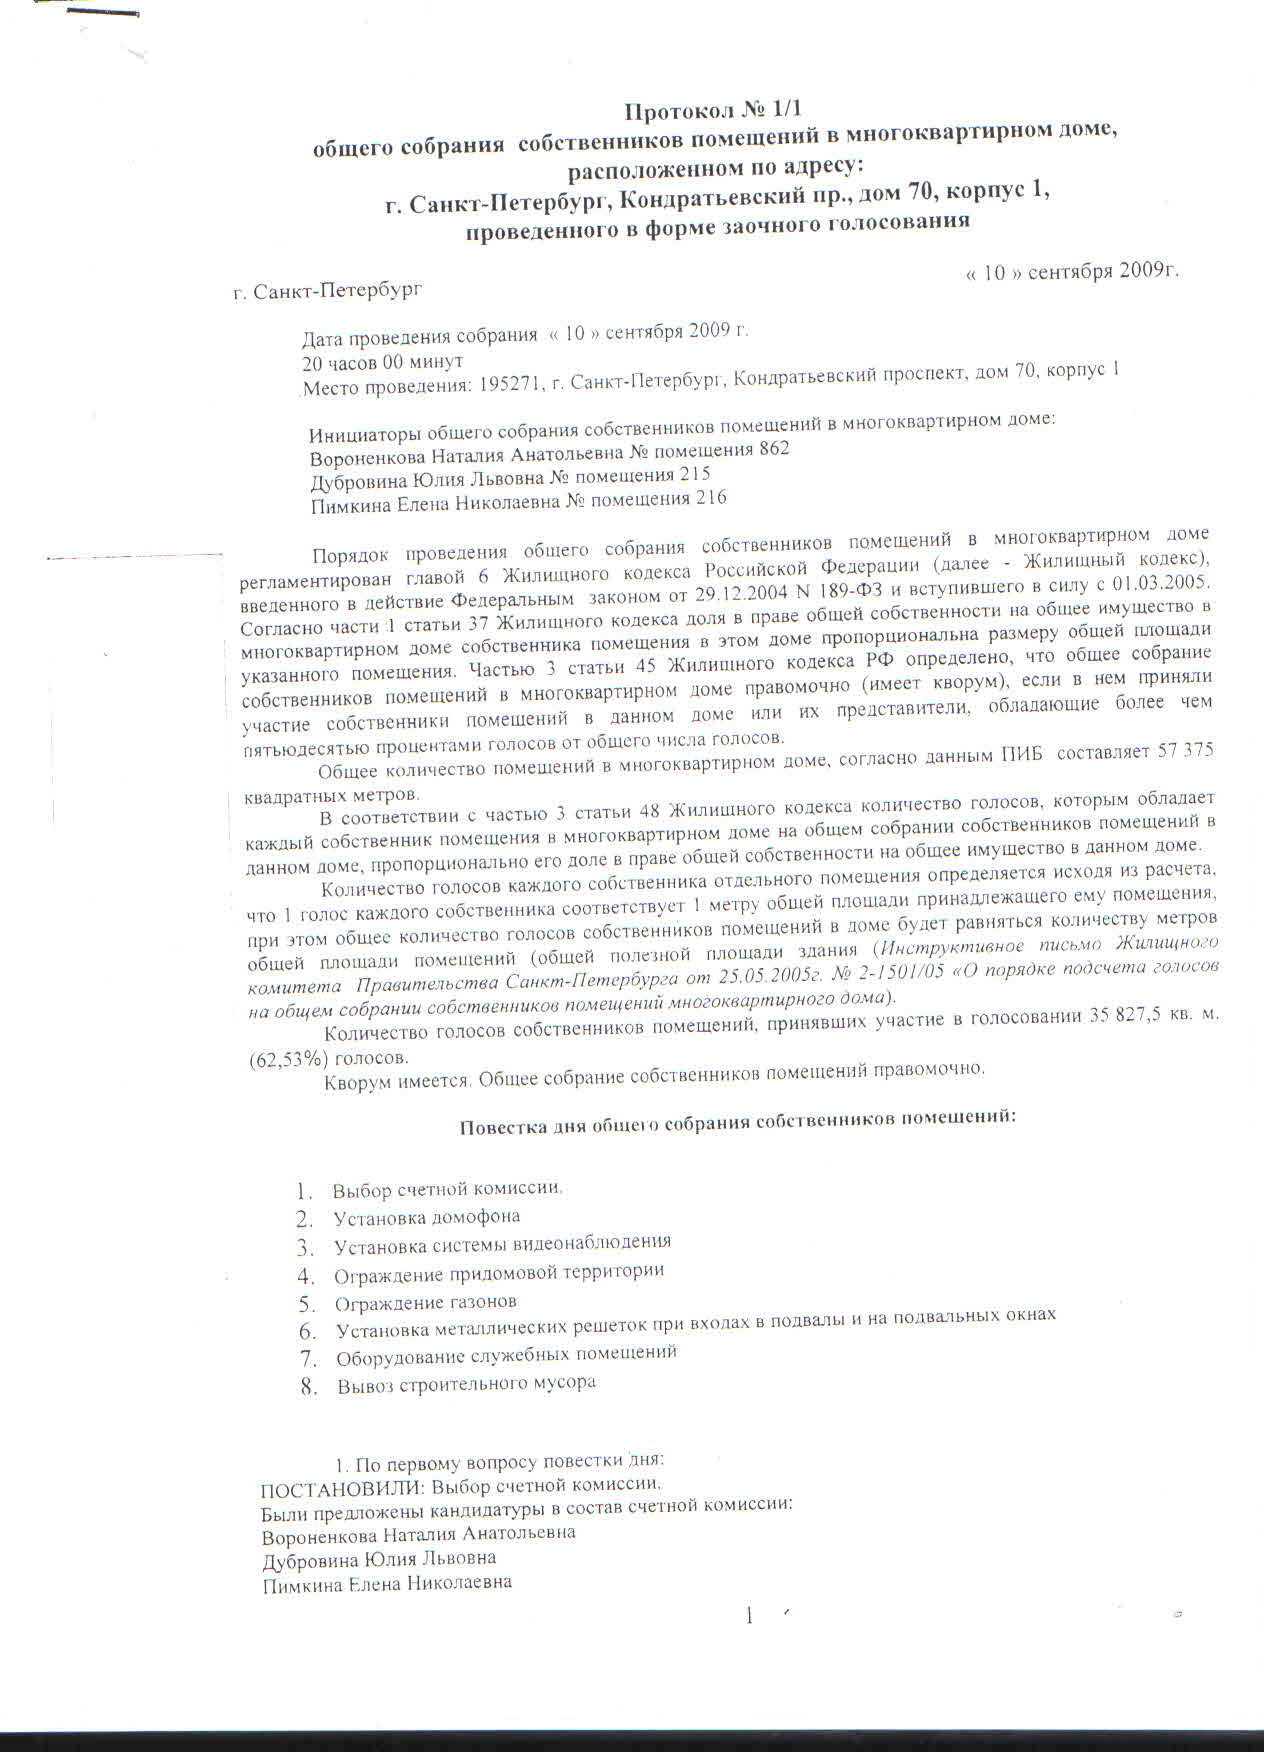 Протокол № 1/1
общего собрания собственников помещений в многоквартирном доме,
расположенном по адресу:
г. Санкт-Петербург, Кондратьевский пр., дом 70, корпус 1,
проведенного в форме заочного голосования
г. Санкт-Петербург
« 10 » сентября 2009г.
Дата проведения собрания « 10 » сентября 2009 г.
20 часов 00 минут
Место проведения: 195271, г. Санкт-Петербург, Кондратьевский проспект, дом 70, корпус 1
Инициаторы общего собрания собственников помещений в многоквартирном доме:
Вороненкова Наталия Анатольевна № помещения 862
Дубровина Юлия Львовна № помещения 215
Пимкина Елена Николаевна № помещения 216
Порядок проведения общего собрания собственников помещений в многоквартирном доме
регламентирован главой 6 Жилищного кодекса Российской Федерации (далее - Жилищный кодекс),
введенного в действие Федеральным законом от 29.12.2004 N 189-ФЗ и вступившего в силу с 01.03.2005.
Согласно части 1 статьи 37 Жилищного кодекса доля в праве общей собственности на общее имущество в
многоквартирном доме собственника помещения в этом доме пропорциональна размеру общей площади
указанного помещения. Частью 3 статьи 45 Жилищного кодекса РФ определено, что общее собрание
собственников помещений в многоквартирном доме правомочно (имеет кворум), если в нем приняли
участие собственники помещений в данном доме или их представители, обладающие более чем
пятьюдесятью процентами голосов от общего числа голосов.
Общее количество помещений в многоквартирном доме, согласно данным ПИБ составляет 57 375
квадратных метров.
В соответствии с частью 3 статьи 48 Жилищного кодекса количество голосов, которым обладает
каждый собственник помещения в многоквартирном доме на общем собрании собственников помещений в
данном доме, пропорционально его доле в праве общей собственности на общее имущество в данном доме.
Количество голосов каждого собственника отдельного помещения определяется исходя из расчета,
что 1 голос каждого собственника соответствует 1 метру общей площади принадлежащего ему помещения,
при этом общее количество голосов собственников помещений в доме будет равняться количеству метров
общей площади помещений (общей полезной площади здания (Инструктивное письмо Жилищного
комитета Правительства Санкт-Петербурга от 25.05.2005г. № 2-1501/05 «О порядке подсчета голосов
на общем собрании собственников помещений многоквартирного дома).
Количество голосов собственников помещений, принявших участие в голосовании 35 827,5 кв. м.
(62,53%) голосов.
Кворум имеется. Общее собрание собственников помещений правомочно.
Повестка дня общего собрания собственников помещений:
1. Выбор счетной комиссии.
2. Установка домофона
3. Установка системы видеонаблюдения
4. Ограждение придомовой территории
5. Ограждение газонов
6. Установка металлических решеток при входах в подвалы и на подвальных окнах
7. Оборудование служебных помещений
8. Вывоз строительного мусора
1. По первому вопросу повестки дня:
ПОСТАНОВИЛИ: Выбор счетной комиссии.
Были предложены кандидатуры в состав счетной комиссии:
Вороненкова Наталия Анатольевна
Дубровина Юлия Львовна
Пимкина Елена Николаевна
1